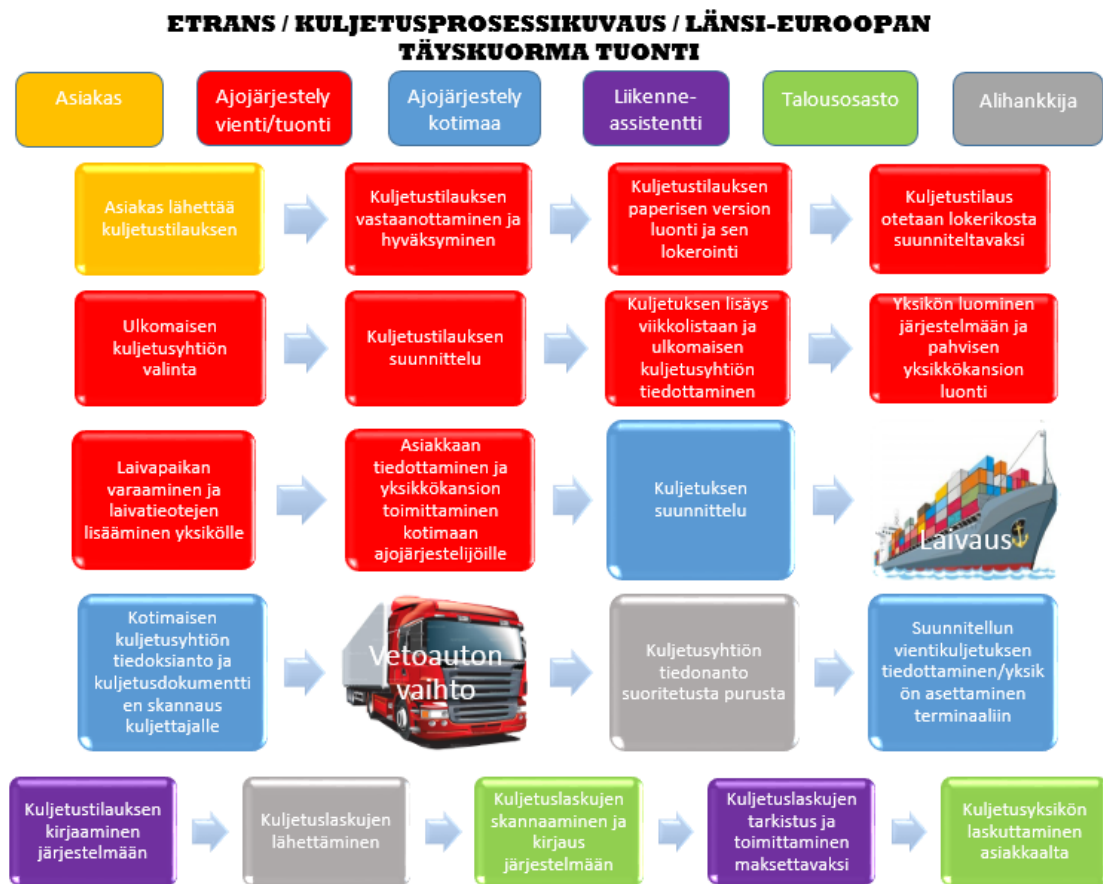 ETRANS / KULJETUSPROSESSIKUVAUS / LÄNSI-EUROOPAN
TÄYSKUORMA TUONTI
Asiakas
Ajojärjestely
vienti/tuonti
Ajojärjestely
kotimaa
Liikenne-
assistentti
Talousosasto
Alihankkija
Asiakas lähettää
kuljetustilauksen
Kuljetustilauksen
vastaanottaminen ja
hyväksyminen
Kuljetustilauksen
paperisen version
luonti ja sen
lokerointi
Kuljetustilaus
otetaan lokerikosta
suunniteltavaksi
Ulkomaisen
kuljetusyhtiön
valinta
Kuljetustilauksen
suunnittelu
Kuljetuksen lisäys
viikkolistaan ja
ulkomaisen
kuljetusyhtiön
tiedottaminen
Yksikön luominen
järjestelmään ja
pahvisen
yksikkökansion
luonti
Laivapaikan
varaaminen ja
laivatieotejen
lisääminen yksikölle
Asiakkaan
tiedottaminen ja
yksikkökansion
toimittaminen
kotimaan
ajojärjestelijöille
Kuljetuksen
suunnittelu
Laivaus
Kotimaisen
kuljetusyhtiön
tiedoksianto ja
kuljetusdokumentti
en skannaus
kuljettajalle
Vetoauton
vaihto
Kuljetusyhtiön
tiedonanto
suoritetusta purusta
Suunnitellun
vientikuljetuksen
tiedottaminen/yksik
ön asettaminen
terminaaliin
Kuljetustilauksen
kirjaaminen
järjestelmään
Kuljetuslaskujen
lähettäminen
Kuljetuslaskujen
skannaaminen ja
kirjaus
järjestelmään
Kuljetuslaskujen
tarkistus ja
toimittaminen
maksettavaksi
Kuljetusyksikön
laskuttaminen
asiakkaalta